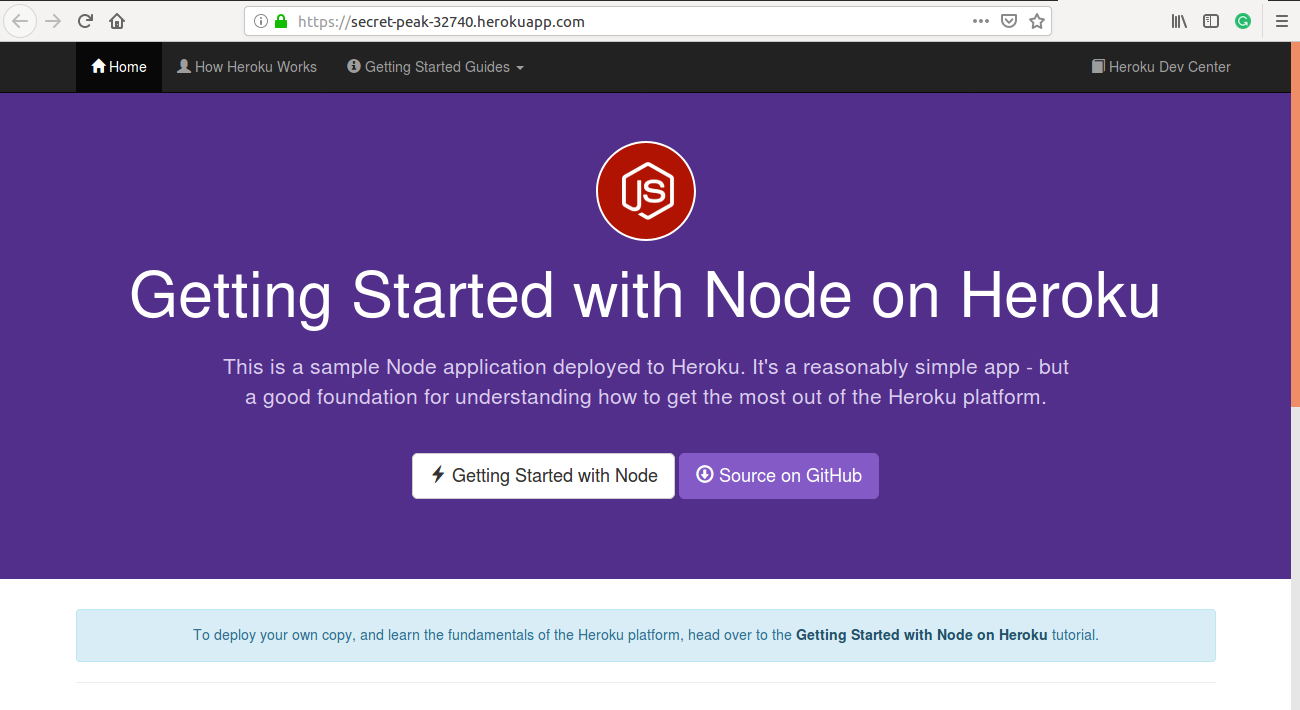 https://secret-peak-32740.herokuapp.com
Home How Heroku Works Getting Started Guides Heroku Dev Center
JS
Getting Started with Node on Heroku
This is a sample Node application deployed to Heroku. It's a reasonably simple app - but
a good foundation for understanding how to get the most out of the Heroku platform.
Getting Started with Node Source on GitHub
To deploy your own copy, and learn the fundamentals of the Heroku platform, head over to the Getting Started with Node on Heroku tutorial.